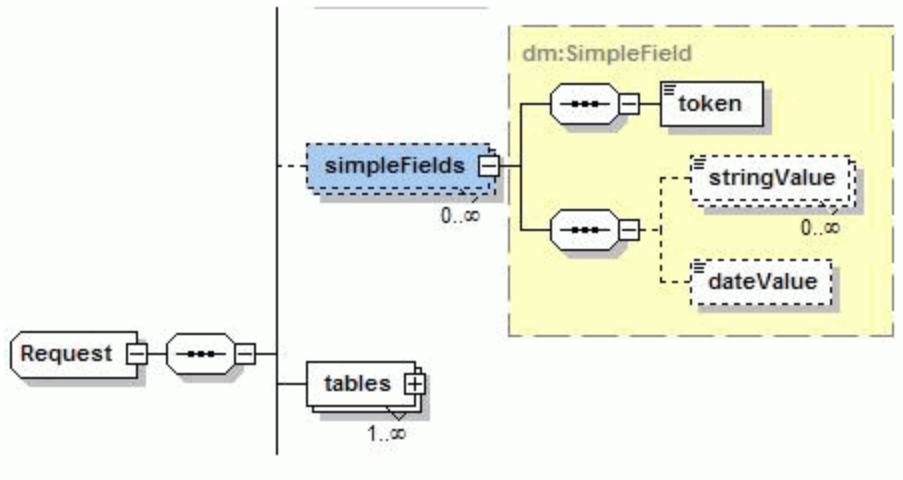 dm:SimpleField
token
simpleFields
0..∞
stringValue
0..∞
dateValue
Request
tables
1..∞